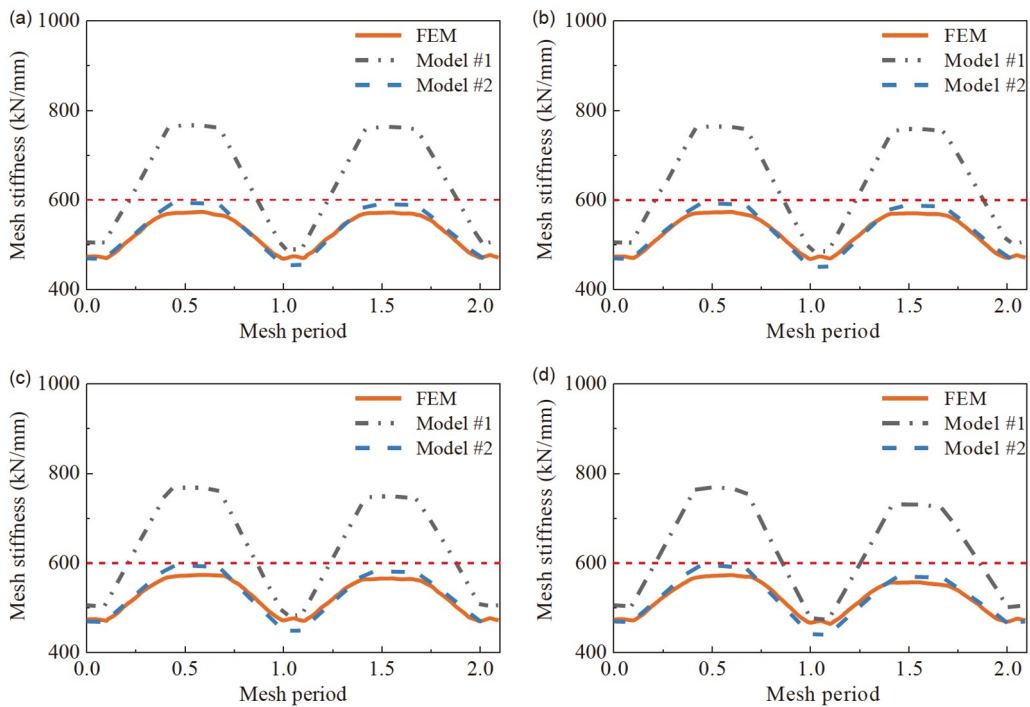 (a)
1000
800
600
400
Mesh stiffness (kN/mm)
FEM
Model #1
Model #2
0.0 0.5 1.0 1.5 2.0
Mesh period
(b)
1000
800
600
400
Mesh stiffness (kN/mm)
FEM
Model #1
Model #2
0.0 0.5 1.0 1.5 2.0
Mesh period
(c)
1000
800
600
400
Mesh stiffness (kN/mm)
FEM
Model #1
Model #2
0.0 0.5 1.0 1.5 2.0
Mesh period
(d)
1000
800
600
400
Mesh stiffness (kN/mm)
FEM
Model #1
Model #2
0.0 0.5 1.0 1.5 2.0
Mesh period